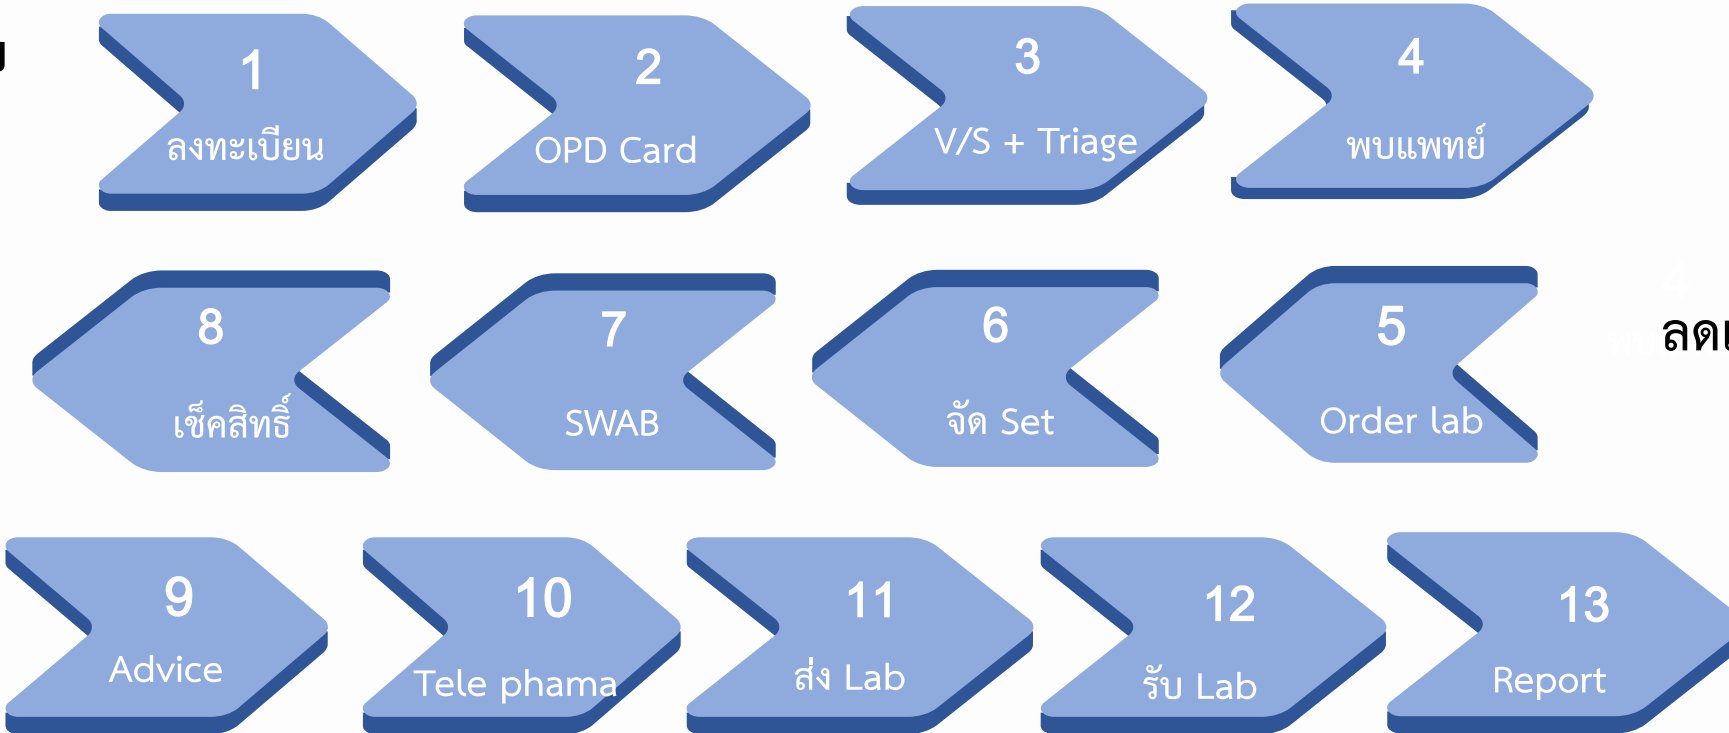 1
ลงทะเบียน
2
OPD Card
3
V/S + Triage
4
พบแพทย์
5
Order lab
6
จัด Set
7
SWAB
8
เช็คสิทธิ์
9
Advice
10
Tele phama
11
ส่ง Lab
12
รับ Lab
13
Report